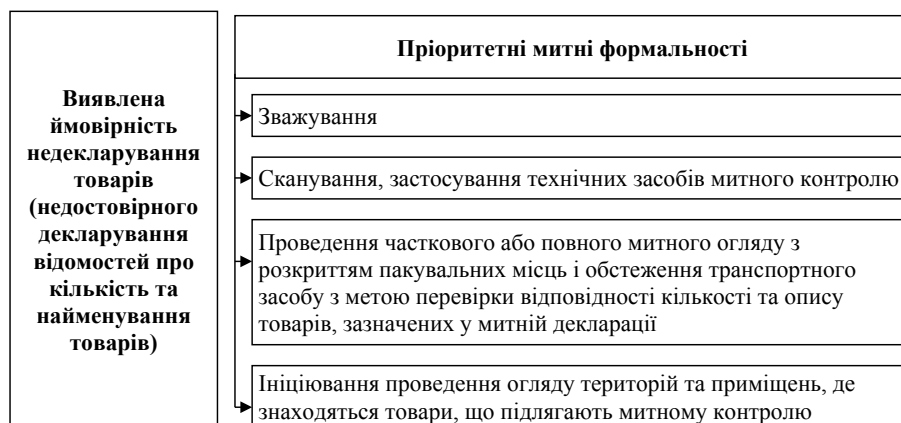 Виявлена
ймовірність
недекларування
товарів
(недостовірного
декларування
відомостей про
кількість та
найменування
товарів)
Пріоритетні митні формальності
Зважування
Сканування, застосування технічних засобів митного контролю
Проведення часткового або повного митного огляду з
розкриттям пакувальних місць і обстеження транспортного
засобу з метою перевірки відповідності кількості та опису
товарів, зазначених у митній декларації
Ініціювання проведення огляду територій та приміщень, де
знаходяться товари, що підлягають митному контролю